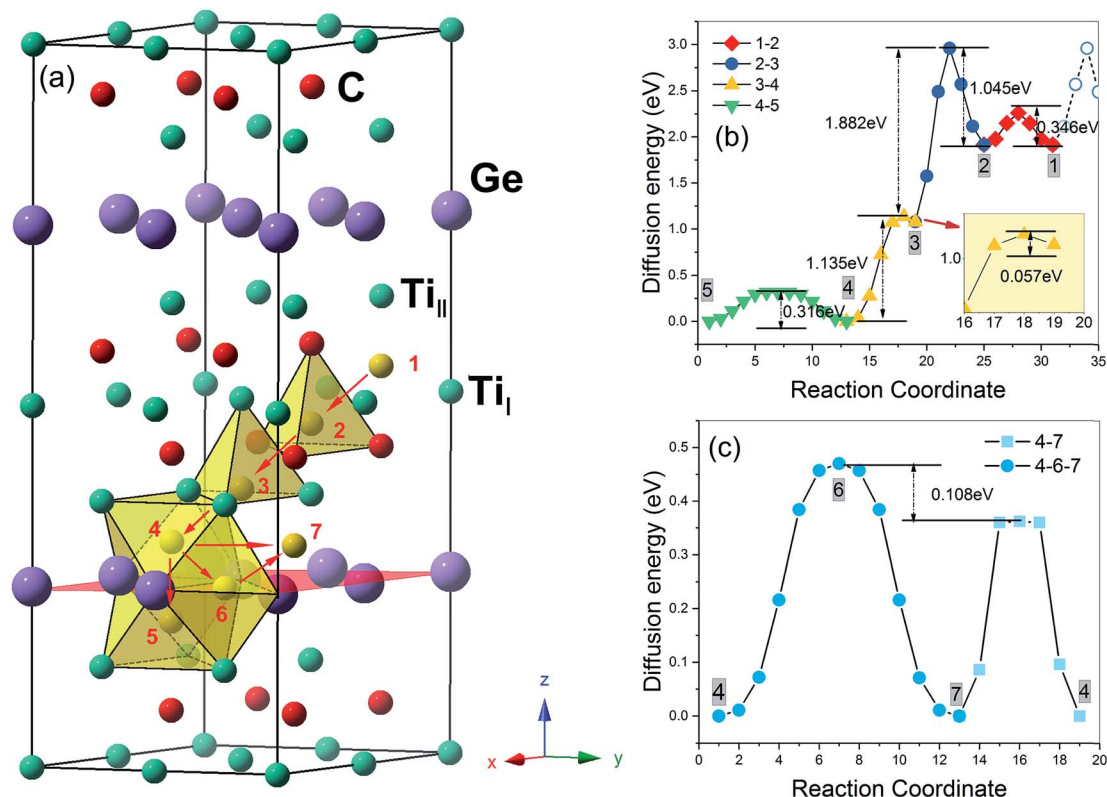 (a)
C
Ge
Ti_II
Ti_I
1
2
3
4
7
6
5
z
x
y
(b)
1-2
2-3
3-4
4-5
Diffusion energy (eV)
3.0
2.5
2.0
1.5
1.0
0.5
0.0
1.882eV
1.045eV
0.346eV
2
1
3
1.135eV
5
4
0.316eV
1.0
0.057eV
16 17 18 19 20
0 5 10 15 20 25 30 35
Reaction Coordinate
(c)
4-7
4-6-7
Diffusion energy (eV)
0.5
0.4
0.3
0.2
0.1
0.0
6
0.108eV
4
7
4
0 2 4 6 8 10 12 14 16 18 20
Reaction Coordinate